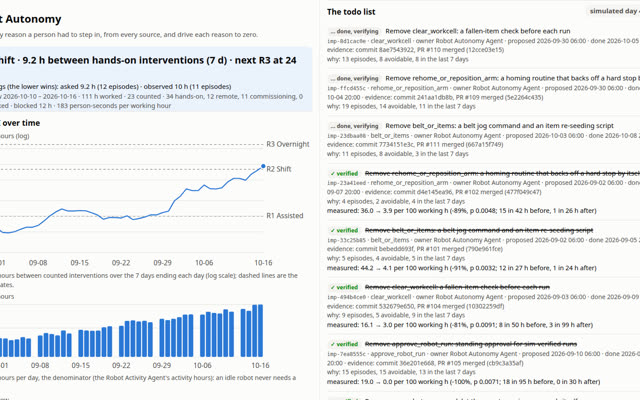 t Autonomy
y reason a person had to step in, from every source, and drive each reason to zero.
hift · 9.2 h between hands-on interventions (7 d) · next R3 at 24
gs (the lower wins): asked 9.2 h (12 episodes) · observed 10 h (11 episodes)
2026-10-10 – 2026-10-16 · 111 h worked · 23 counted · 34 hands-on, 12 remote, 11 commissioning, 0
ked · blocked 12 h · 183 person-seconds per working hour
over time
hours (log)
R3 Overnight
R2 Shift
R1 Assisted
01 09-08 09-15 09-22 09-29 10-06 10-16
hours between counted interventions over the 7 days ending each day (log scale); dashed lines are the
ates.
hours
01 09-08 09-15 09-22 09-29 10-06 10-16
hours per day, the denominator (the Robot Activity Agent's activity hours): an idle robot never needs a
The todo list
simulated day
... done, verifying Remove clear_workcell: a fallen-item check before each run
clear_workcell · owner Robot Autonomy Agent · proposed 2026-09-30 06:00 · done 2026-10-05
evidence: commit 8ae7543922, PR #110 merged (12cce03e15)
why: 13 episodes, 8 avoidable, 8 in the last 7 days
... done, verifying Remove rehome_or_reposition_arm: a homing routine that backs off a hard stop b
imp-ffcd455c · rehome_or_reposition_arm · owner Robot Autonomy Agent · proposed 2026-09-30 06:00 · done
10-04 20:00 · evidence: commit 241aa1db8b, PR #109 merged (5e2264c435)
why: 19 episodes, 14 avoidable, 11 in the last 7 days
... done, verifying Remove belt_or_items: a belt jog command and an item re-seeding script
belt_or_items · owner Robot Autonomy Agent · proposed 2026-10-03 06:00 · done 2026-10-08
evidence: commit 7734151e3c, PR #111 merged (667a15f749)
why: 11 episodes, 8 avoidable, 3 in the last 7 days
✓ verified Remove rehome_or_reposition_arm: a homing routine that backs off a hard stop by itself
imp-23a41eed · rehome_or_reposition_arm · owner Robot Autonomy Agent · proposed 2026-09-02 06:00 · done
09-07 20:00 · evidence: commit d4e145ea96, PR #102 merged (477f049c47)
why: 4 episodes, 2 avoidable, 4 in the last 7 days
measured: 36.0 → 3.9 per 100 working h (-89%, p 0.0048; 15 in 42 h before, 1 in 26 h after)
✓ verified Remove belt_or_items: a belt jog command and an item re-seeding script
imp-33c25b85 · belt_or_items · owner Robot Autonomy Agent · proposed 2026-09-02 06:00 · done 2026-09-05
evidence: commit bebedd693f, PR #101 merged (790e961fce)
why: 5 episodes, 4 avoidable, 5 in the last 7 days
measured: 44.2 → 4.1 per 100 working h (-91%, p 0.0032; 12 in 27 h before, 1 in 24 h after)
✓ verified Remove clear_workcell: a fallen-item check before each run
imp-494b8ce8 · clear_workcell · owner Robot Autonomy Agent · proposed 2026-09-03 06:00 · done 2026-09
evidence: commit 532679e650, PR #104 merged (f0302259df)
why: 9 episodes, 5 avoidable, 9 in the last 7 days
measured: 16.1 → 3.0 per 100 working h (-81%, p 0.0091; 8 in 50 h before, 3 in 99 h after)
✓ verified Remove approve_robot_run: standing approval for sim-verified runs
imp-7ea8555c · approve_robot_run · owner Robot Autonomy Agent · proposed 2026-09-10 06:00 · done 2026
20:00 · evidence: commit 36e201e668, PR #105 merged (cb9c3a35af)
why: 15 episodes, 15 avoidable, 13 in the last 7 days
measured: 19.0 → 0.0 per 100 working h (-100%, p 0.0071; 18 in 95 h before, 0 in 30 h after)